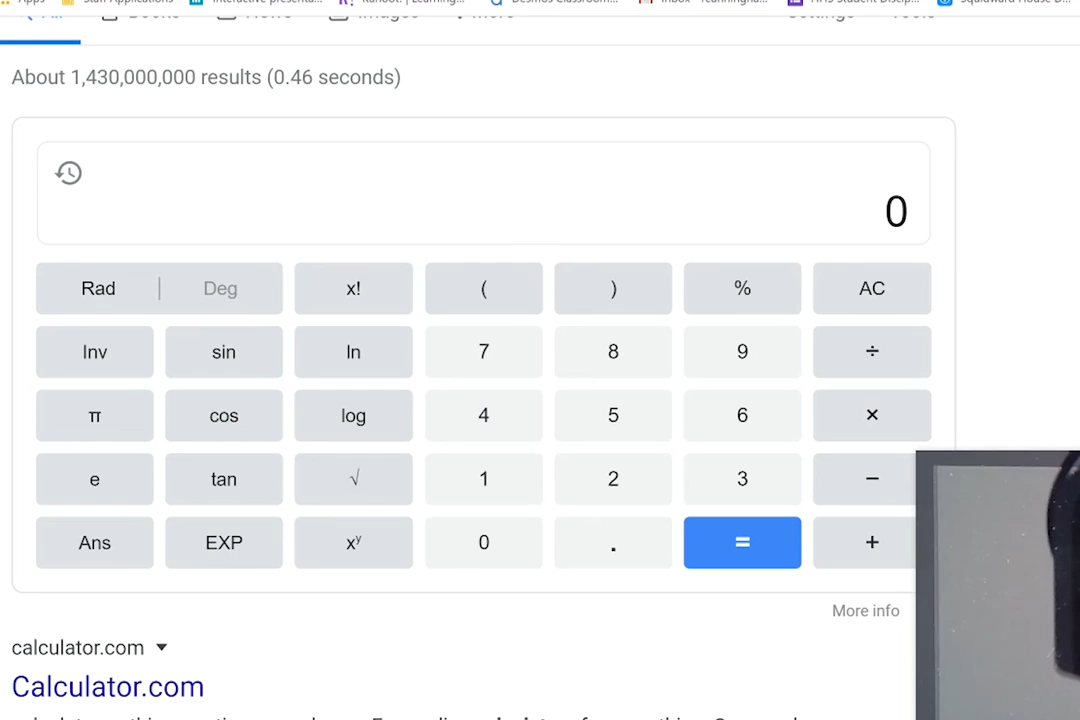 About 1,430,000,000 results (0.46 seconds)
0
Rad | Deg x! ( ) % AC
Inv sin ln 7 8 9 ÷
π cos log 4 5 6 ×
e tan √ 1 2 3 −
Ans EXP xʸ 0 . = +
More info
calculator.com
Calculator.com